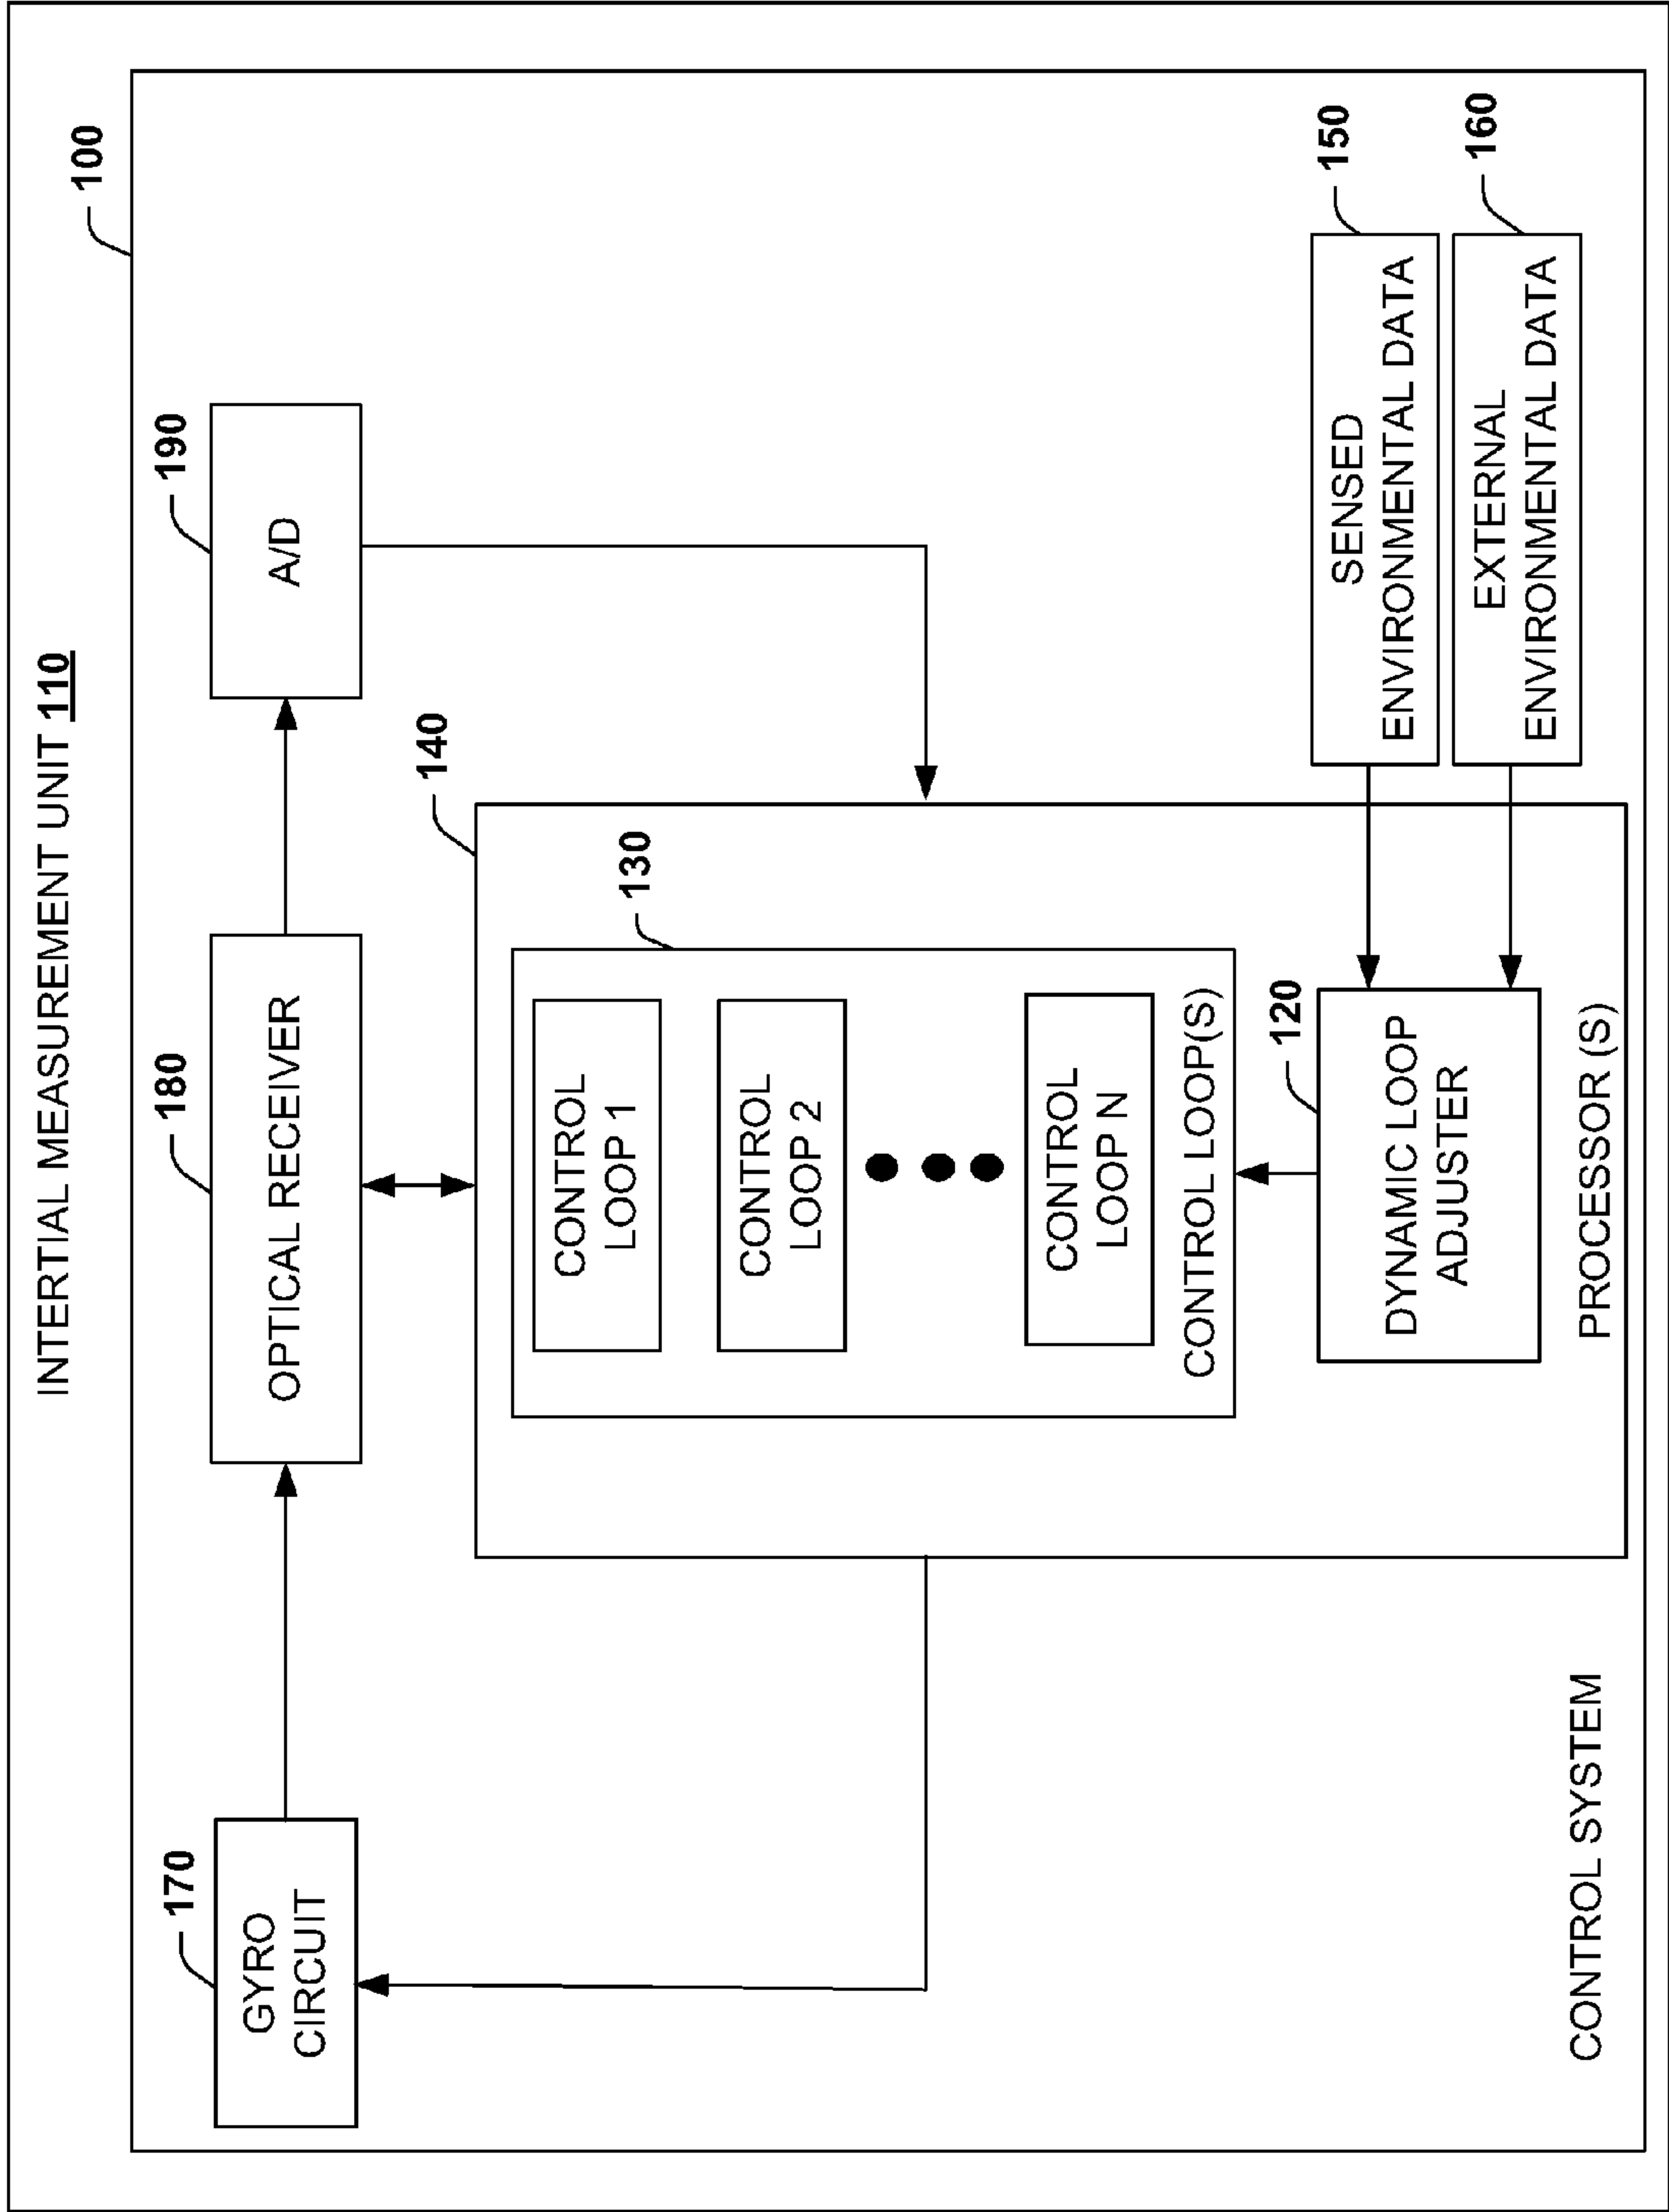 INTERTIAL MEASUREMENT UNIT 110
100
170
GYRO
CIRCUIT
180
OPTICAL RECEIVER
190
A/D
140
130
CONTROL
LOOP 1
CONTROL
LOOP 2
CONTROL
LOOP N
CONTROL LOOP(S)
120
DYNAMIC LOOP
ADJUSTER
PROCESSOR (S)
150
SENSED
ENVIRONMENTAL DATA
160
EXTERNAL
ENVIRONMENTAL DATA
CONTROL SYSTEM